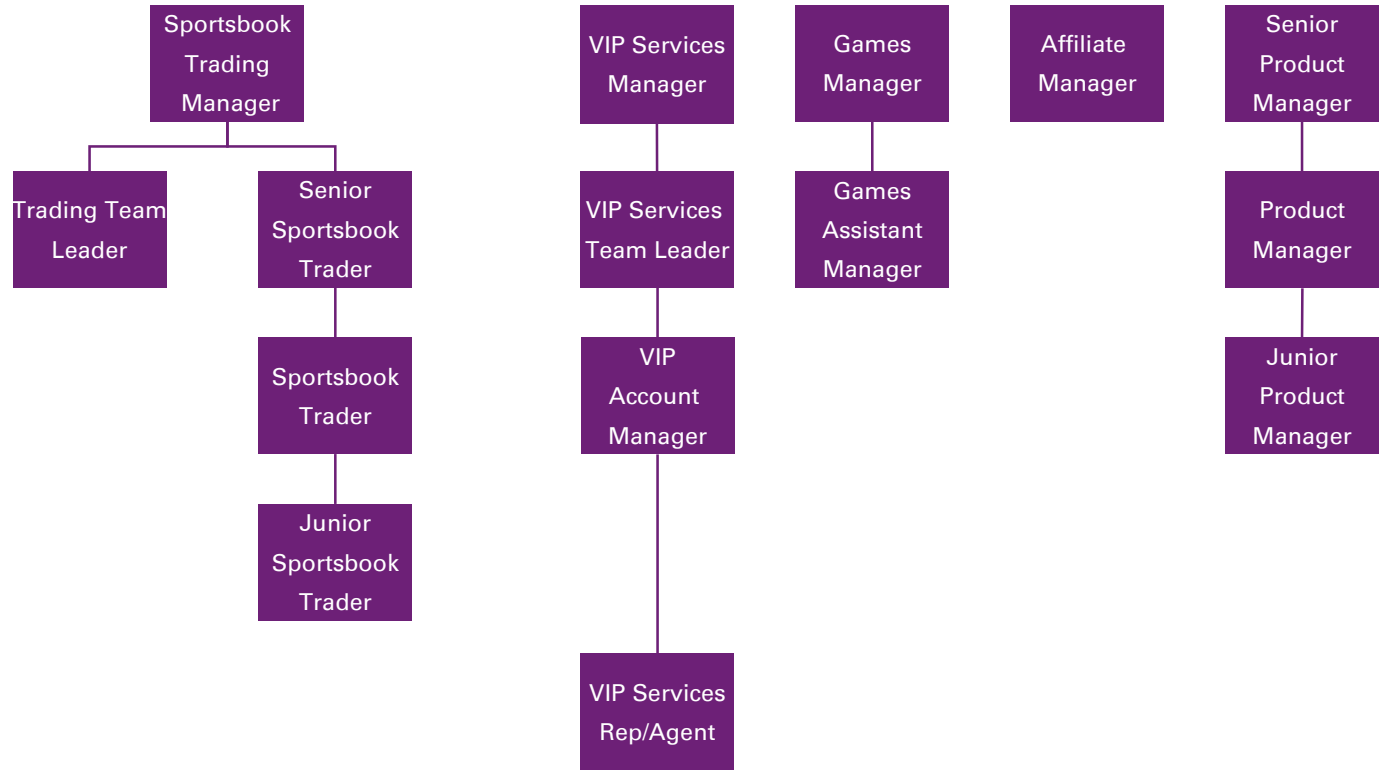 Sportsbook
Trading
Manager
VIP Services
Manager
Games
Manager
Affiliate
Manager
Senior
Product
Manager
Trading Team
Leader
Senior
Sportsbook
Trader
VIP Services
Team Leader
Games
Assistant
Manager
Product
Manager
Sportsbook
Trader
VIP
Account
Manager
Junior
Product
Manager
Junior
Sportsbook
Trader
VIP Services
Rep/Agent